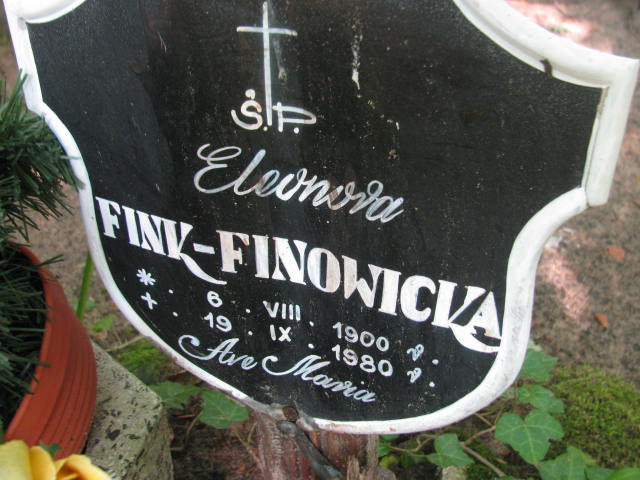 Ś.P.
Eleonora
FINK-FINOWICKA
* . 6 . VIII . 1900 r.
+ . 19 . IX . 1980 r.
Ave Maria